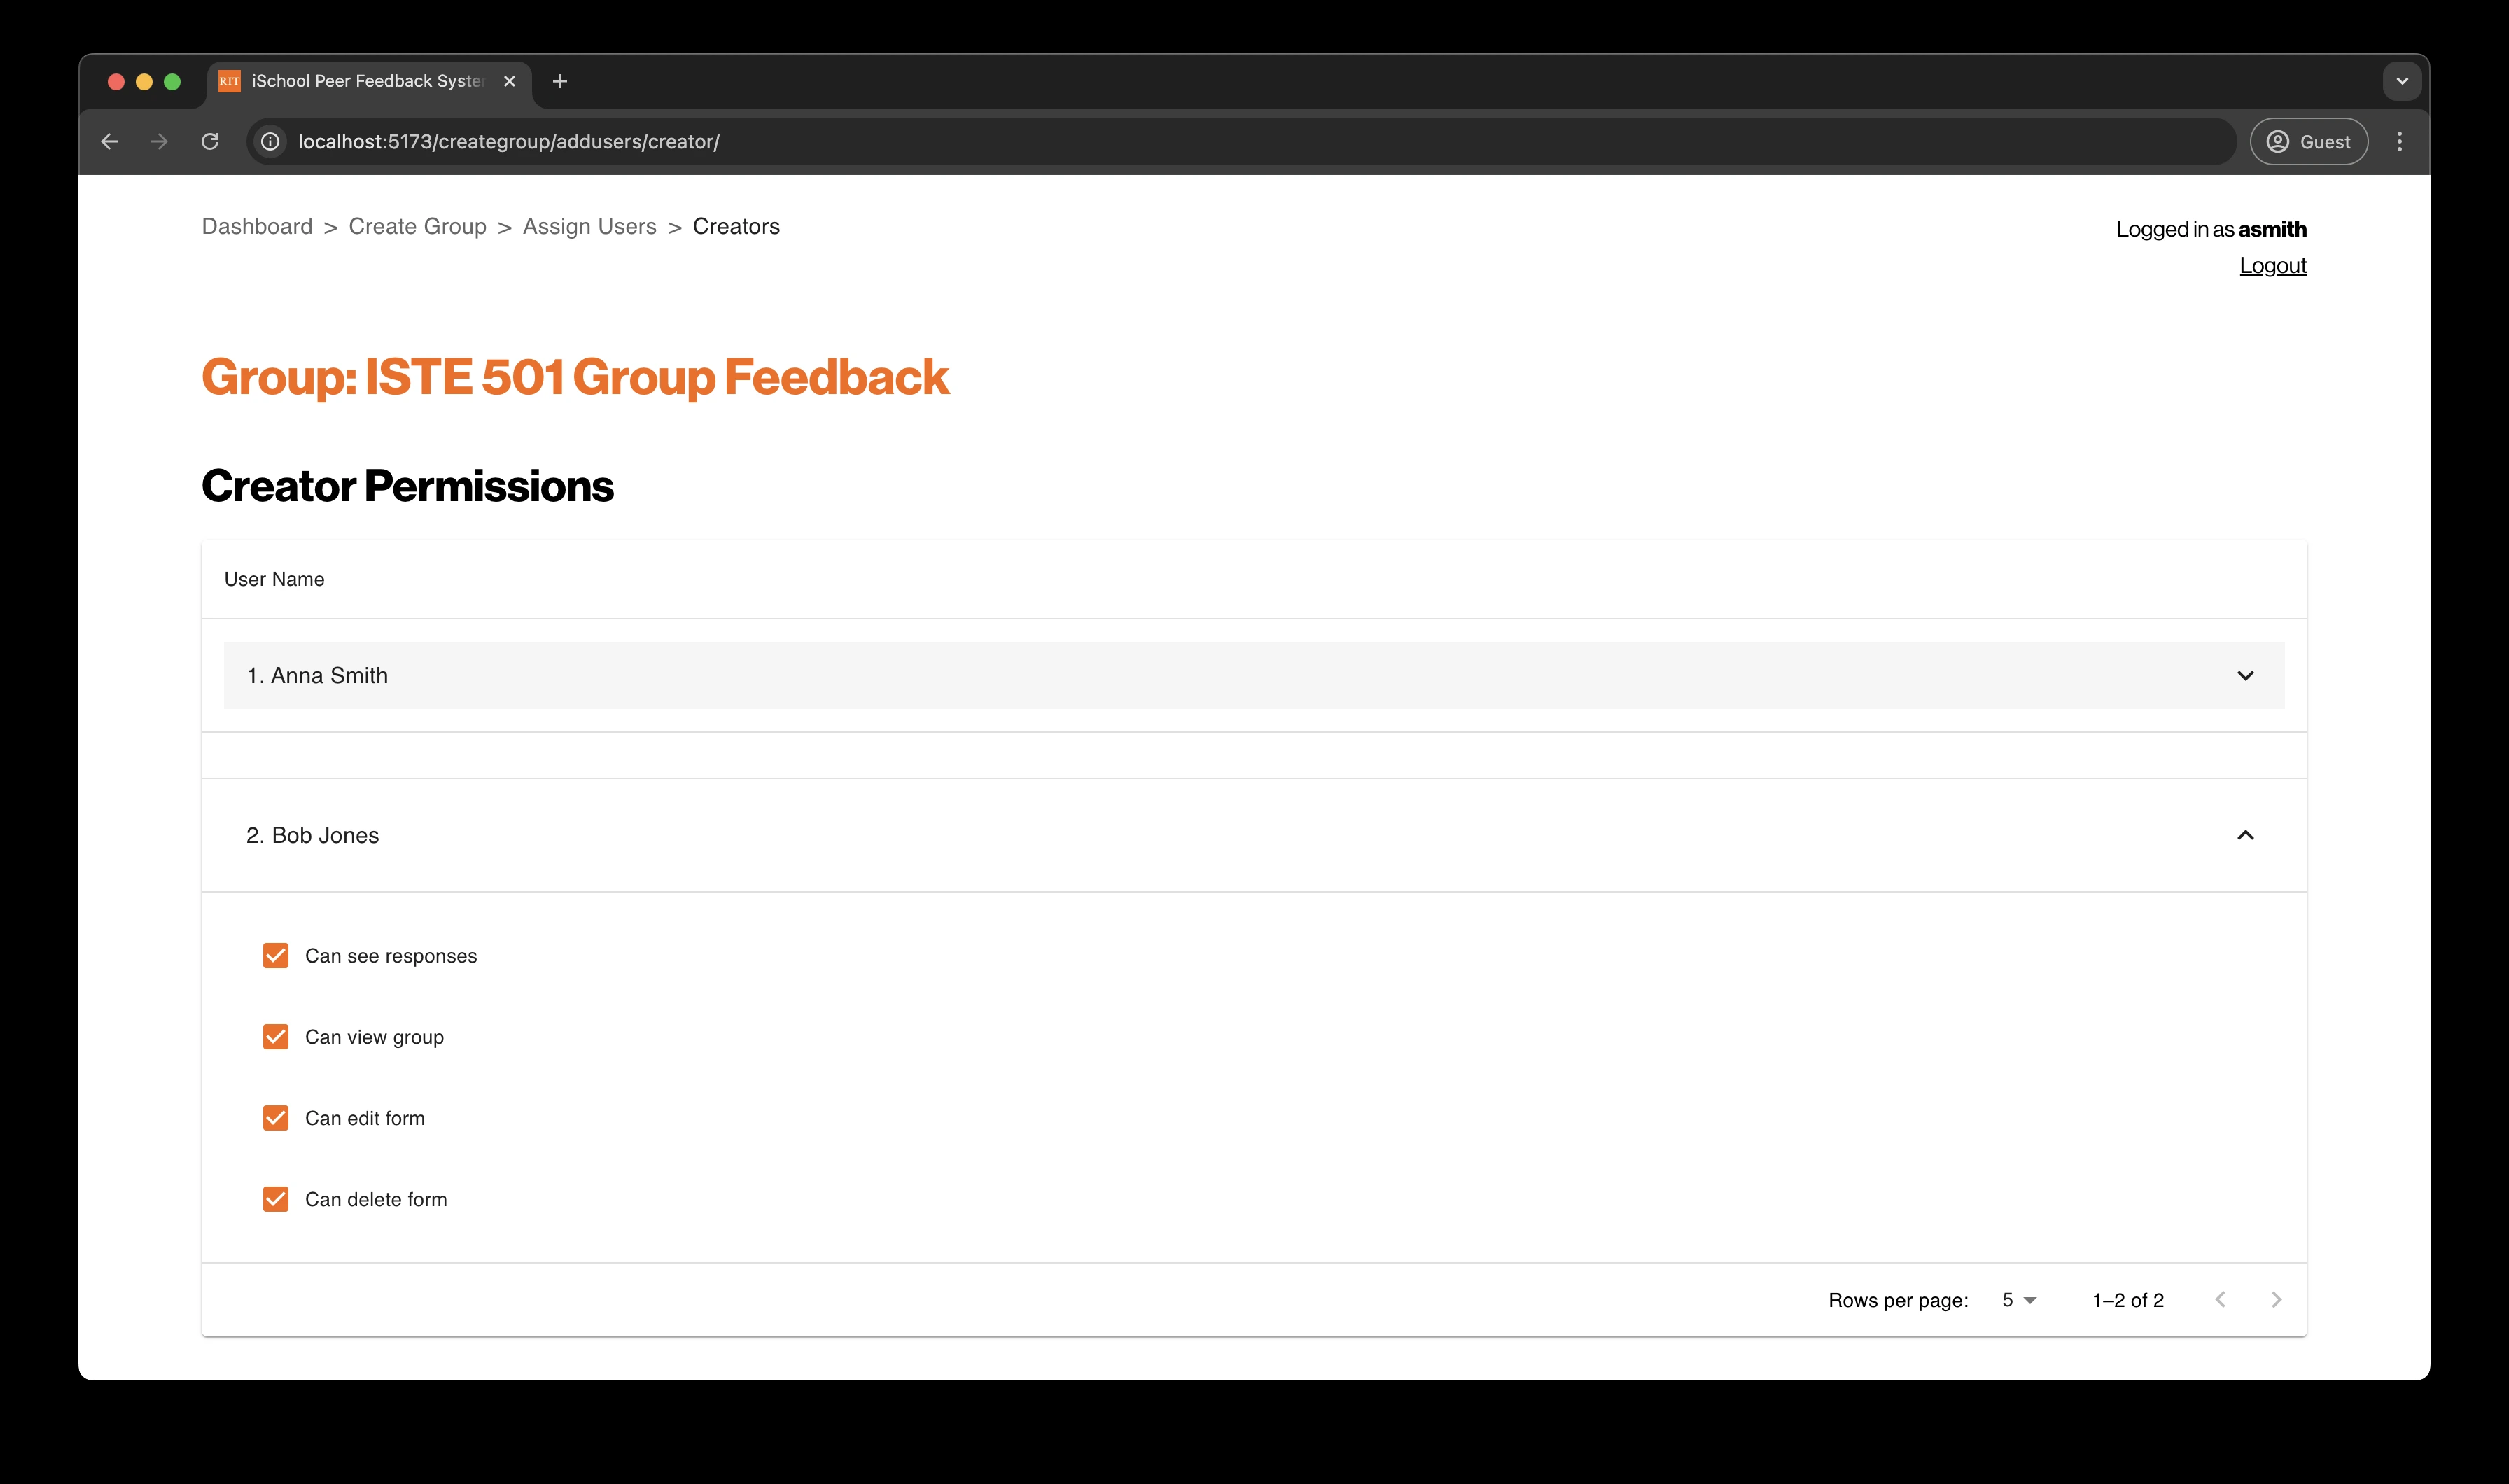 RIT iSchool Peer Feedback Syste
localhost:5173/creategroup/addusers/creator/
Guest
Dashboard > Create Group > Assign Users > Creators
Logged in as asmith
Logout
Group: ISTE 501 Group Feedback
Creator Permissions
User Name
1. Anna Smith
2. Bob Jones
Can see responses
Can view group
Can edit form
Can delete form
Rows per page: 5 1–2 of 2